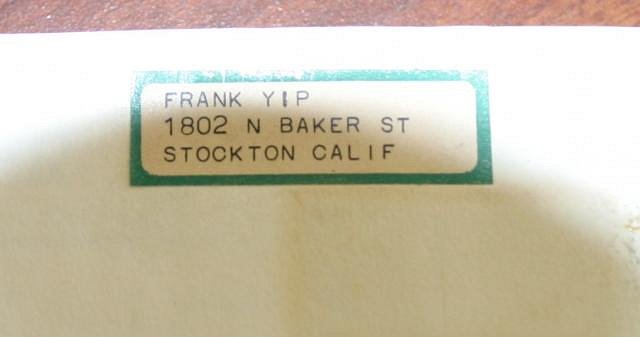 FRANK YIP
1802 N BAKER ST
STOCKTON CALIF